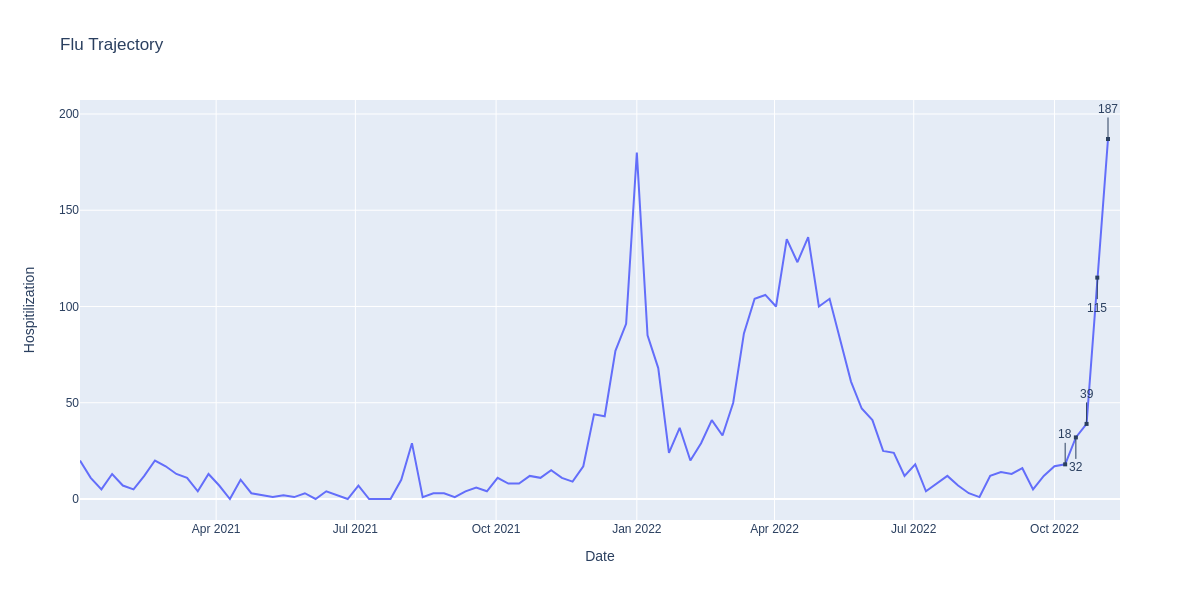 Flu Trajectory
Hospitilization
200
150
100
50
0
187
115
39
18
32
Apr 2021
Jul 2021
Oct 2021
Jan 2022
Apr 2022
Jul 2022
Oct 2022
Date